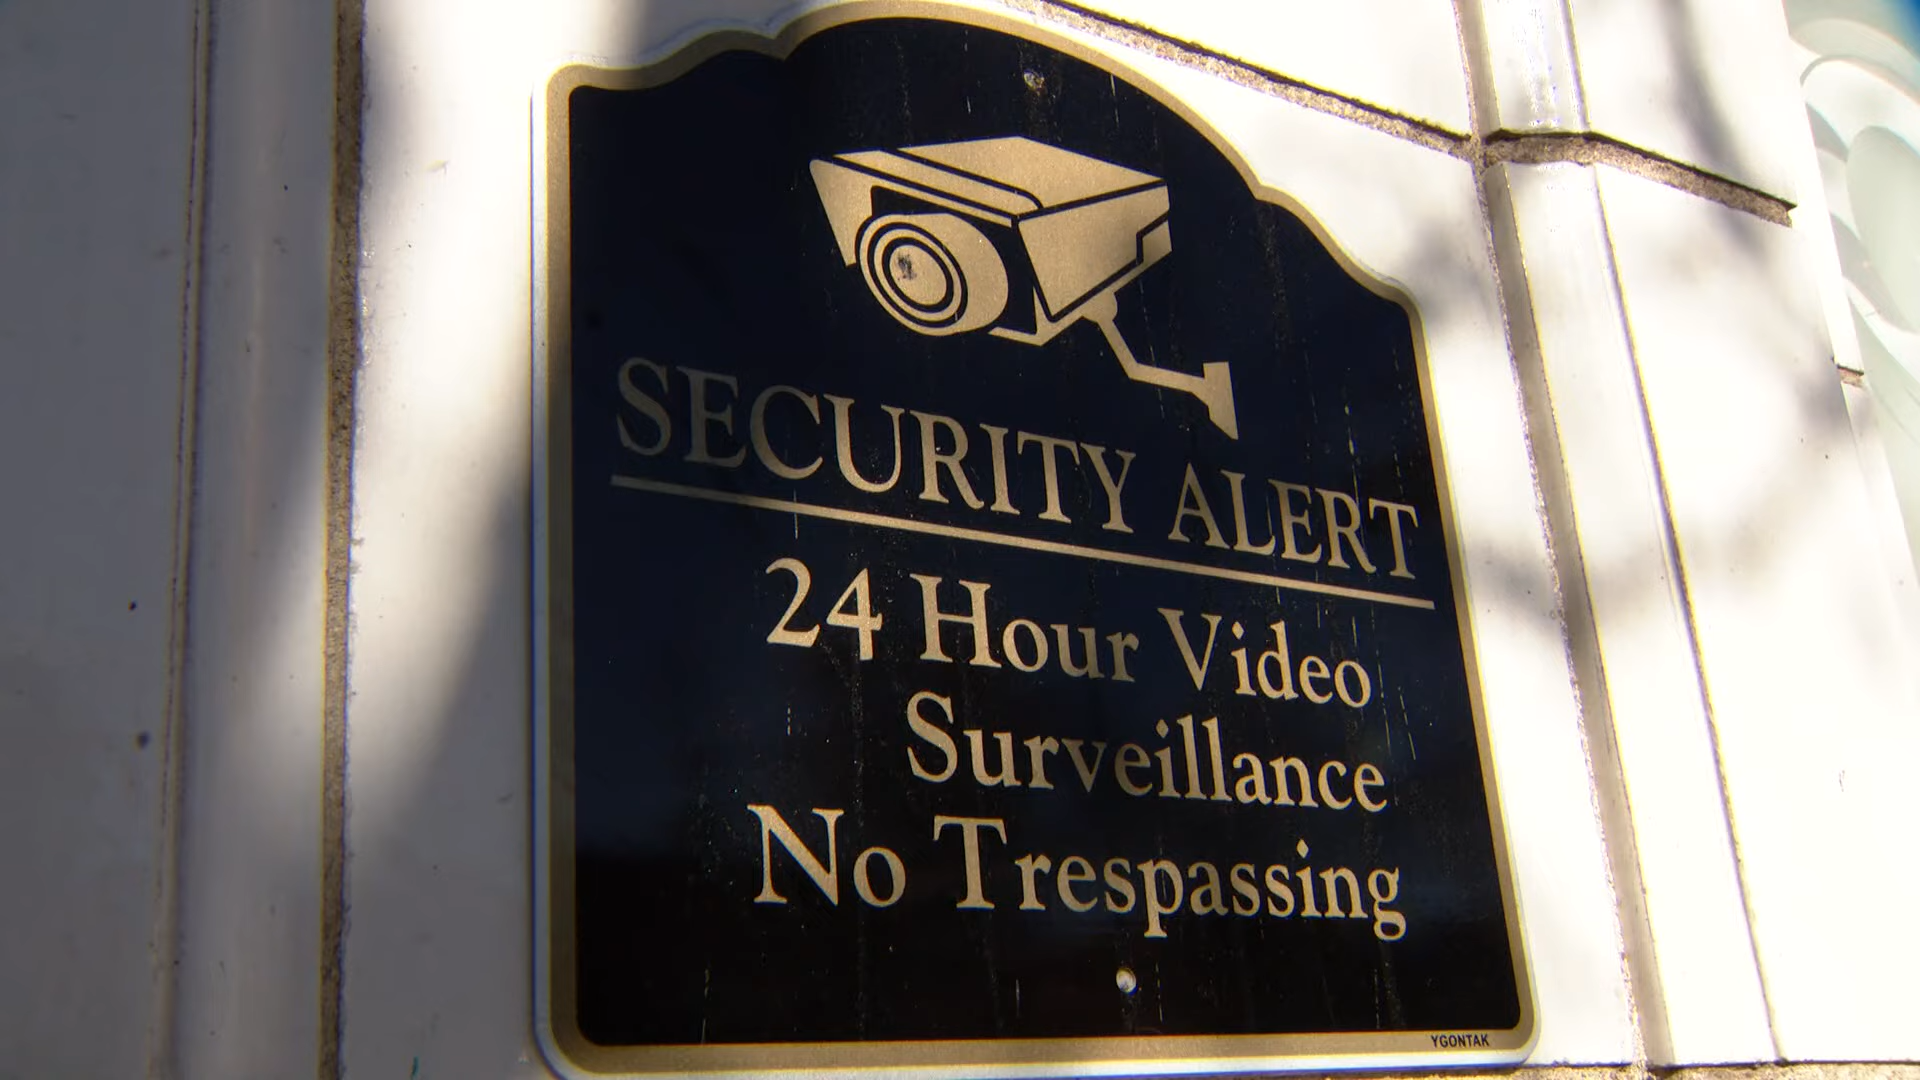 SECURITY ALERT
24 Hour Video
Surveillance
No Trespassing
YGONTAK